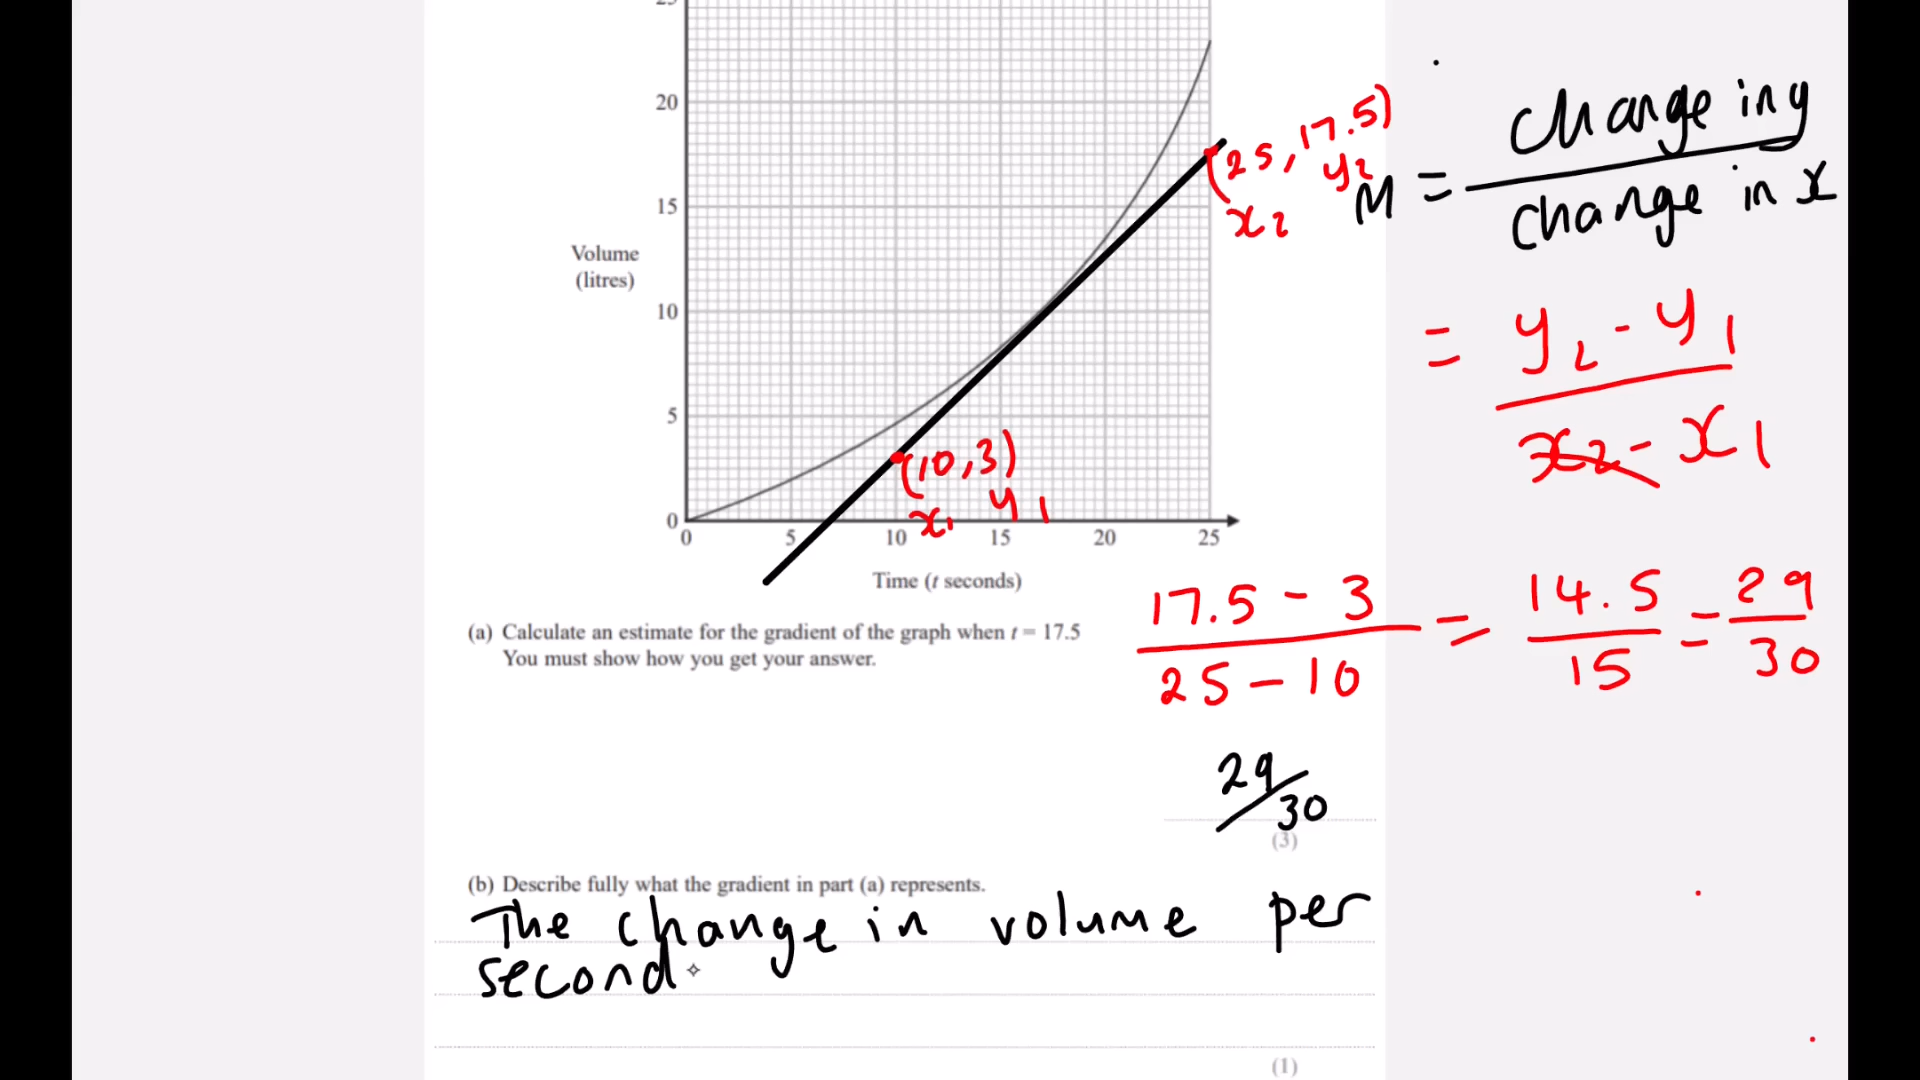 20
15
10
5
0
Volume
(litres)
0 5 10 15 20 25
Time (t seconds)
(25, 17.5)
x2 y2
(10, 3)
x1 y1
M = change in y
change in x
= y2 - y1
x2 - x1
17.5 - 3
25 - 10
= 14.5
15
= 29
30
(a) Calculate an estimate for the gradient of the graph when t = 17.5
You must show how you get your answer.
29/30
(3)
(b) Describe fully what the gradient in part (a) represents.
The change in volume per
second.
(1)